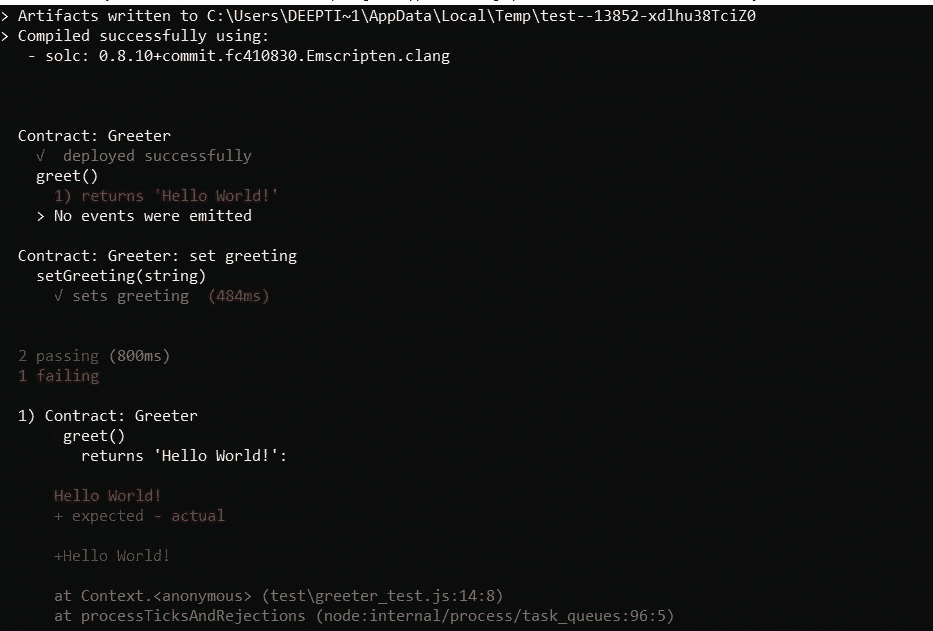 > Artifacts written to C:\Users\DEEPTI~1\AppData\Local\Temp\test--13852-xdlhu38TciZ0
> Compiled successfully using:
- solc: 0.8.10+commit.fc410830.Emscripten.clang
Contract: Greeter
√ deployed successfully
greet()
1) returns 'Hello World!'
> No events were emitted
Contract: Greeter: set greeting
setGreeting(string)
√ sets greeting (484ms)
2 passing (800ms)
1 failing
1) Contract: Greeter
greet()
returns 'Hello World!':
Hello World!
+ expected - actual
+Hello World!
at Context.<anonymous> (test\greeter_test.js:14:8)
at processTicksAndRejections (node:internal/process/task_queues:96:5)